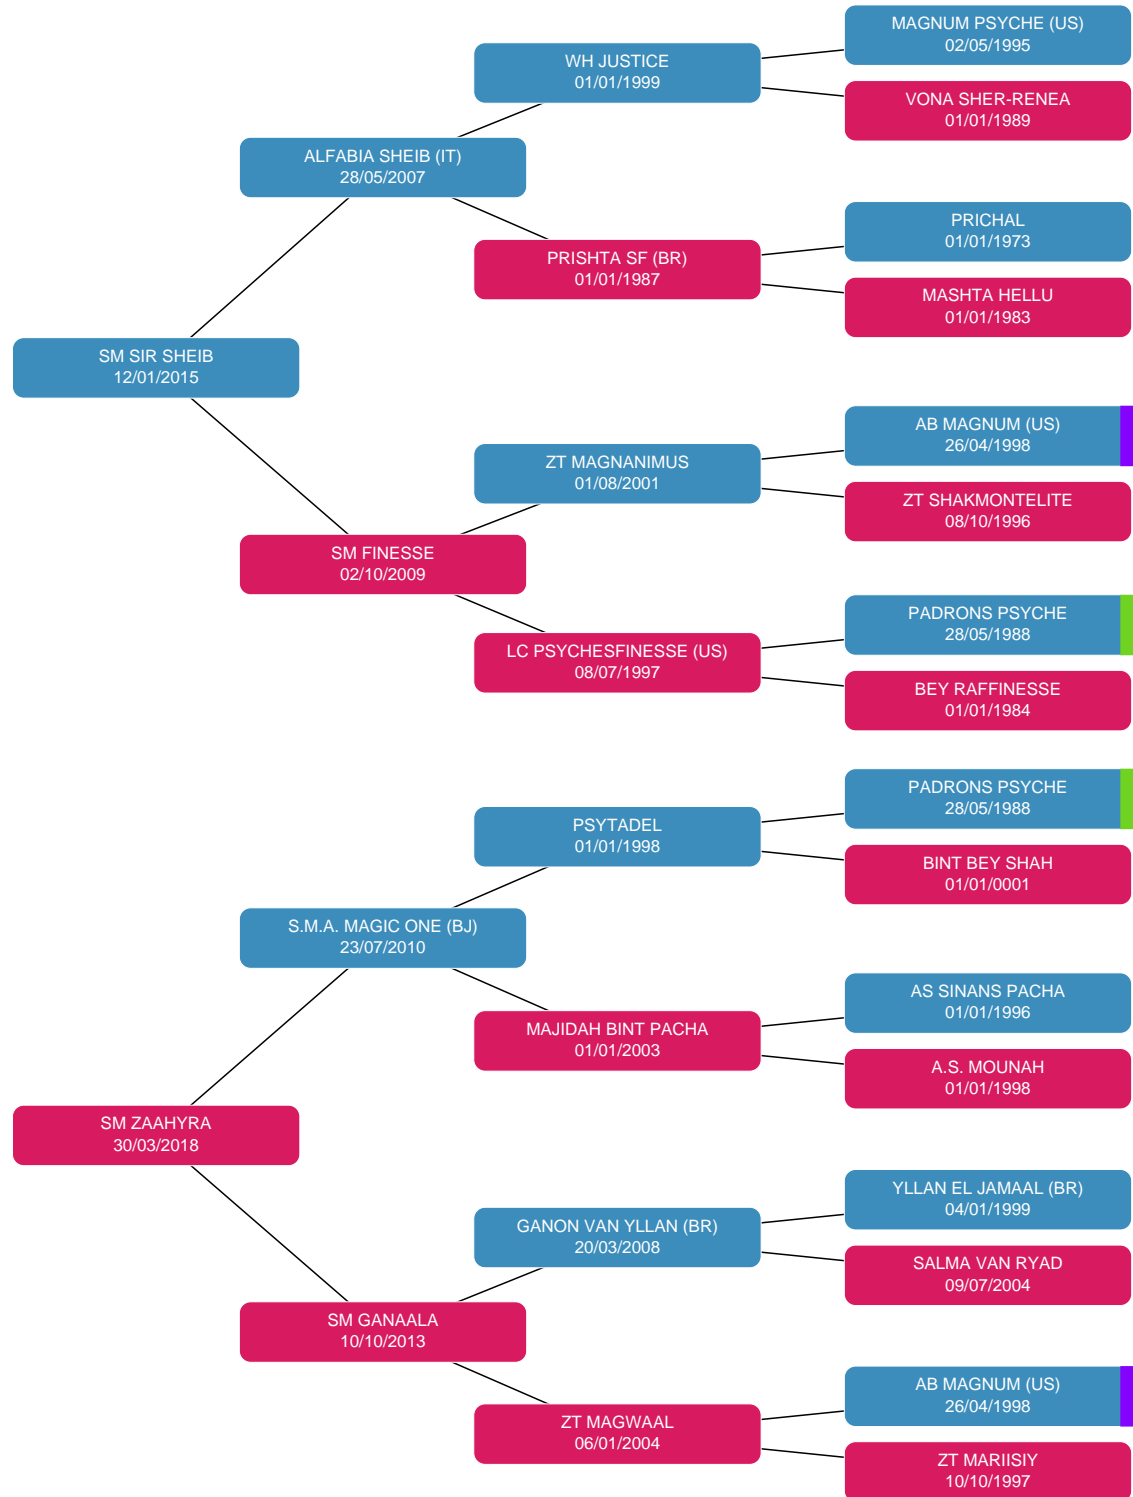 MAGNUM PSYCHE (US)
02/05/1995
WH JUSTICE
01/01/1999
VONA SHER-RENEA
01/01/1989
ALFABIA SHEIB (IT)
28/05/2007
PRICHAL
01/01/1973
PRISHTA SF (BR)
01/01/1987
MASHTA HELLU
01/01/1983
SM SIR SHEIB
12/01/2015
AB MAGNUM (US)
26/04/1998
ZT MAGNANIMUS
01/08/2001
ZT SHAKMONTELITE
08/10/1996
SM FINESSE
02/10/2009
PADRONS PSYCHE
28/05/1988
LC PSYCHESFINESSE (US)
08/07/1997
BEY RAFFINESSE
01/01/1984
PADRONS PSYCHE
28/05/1988
PSYTADEL
01/01/1998
BINT BEY SHAH
01/01/0001
S.M.A. MAGIC ONE (BJ)
23/07/2010
AS SINANS PACHA
01/01/1996
MAJIDAH BINT PACHA
01/01/2003
A.S. MOUNAH
01/01/1998
SM ZAAHYRA
30/03/2018
YLLAN EL JAMAAL (BR)
04/01/1999
GANON VAN YLLAN (BR)
20/03/2008
SALMA VAN RYAD
09/07/2004
SM GANAALA
10/10/2013
AB MAGNUM (US)
26/04/1998
ZT MAGWAAL
06/01/2004
ZT MARIISIY
10/10/1997